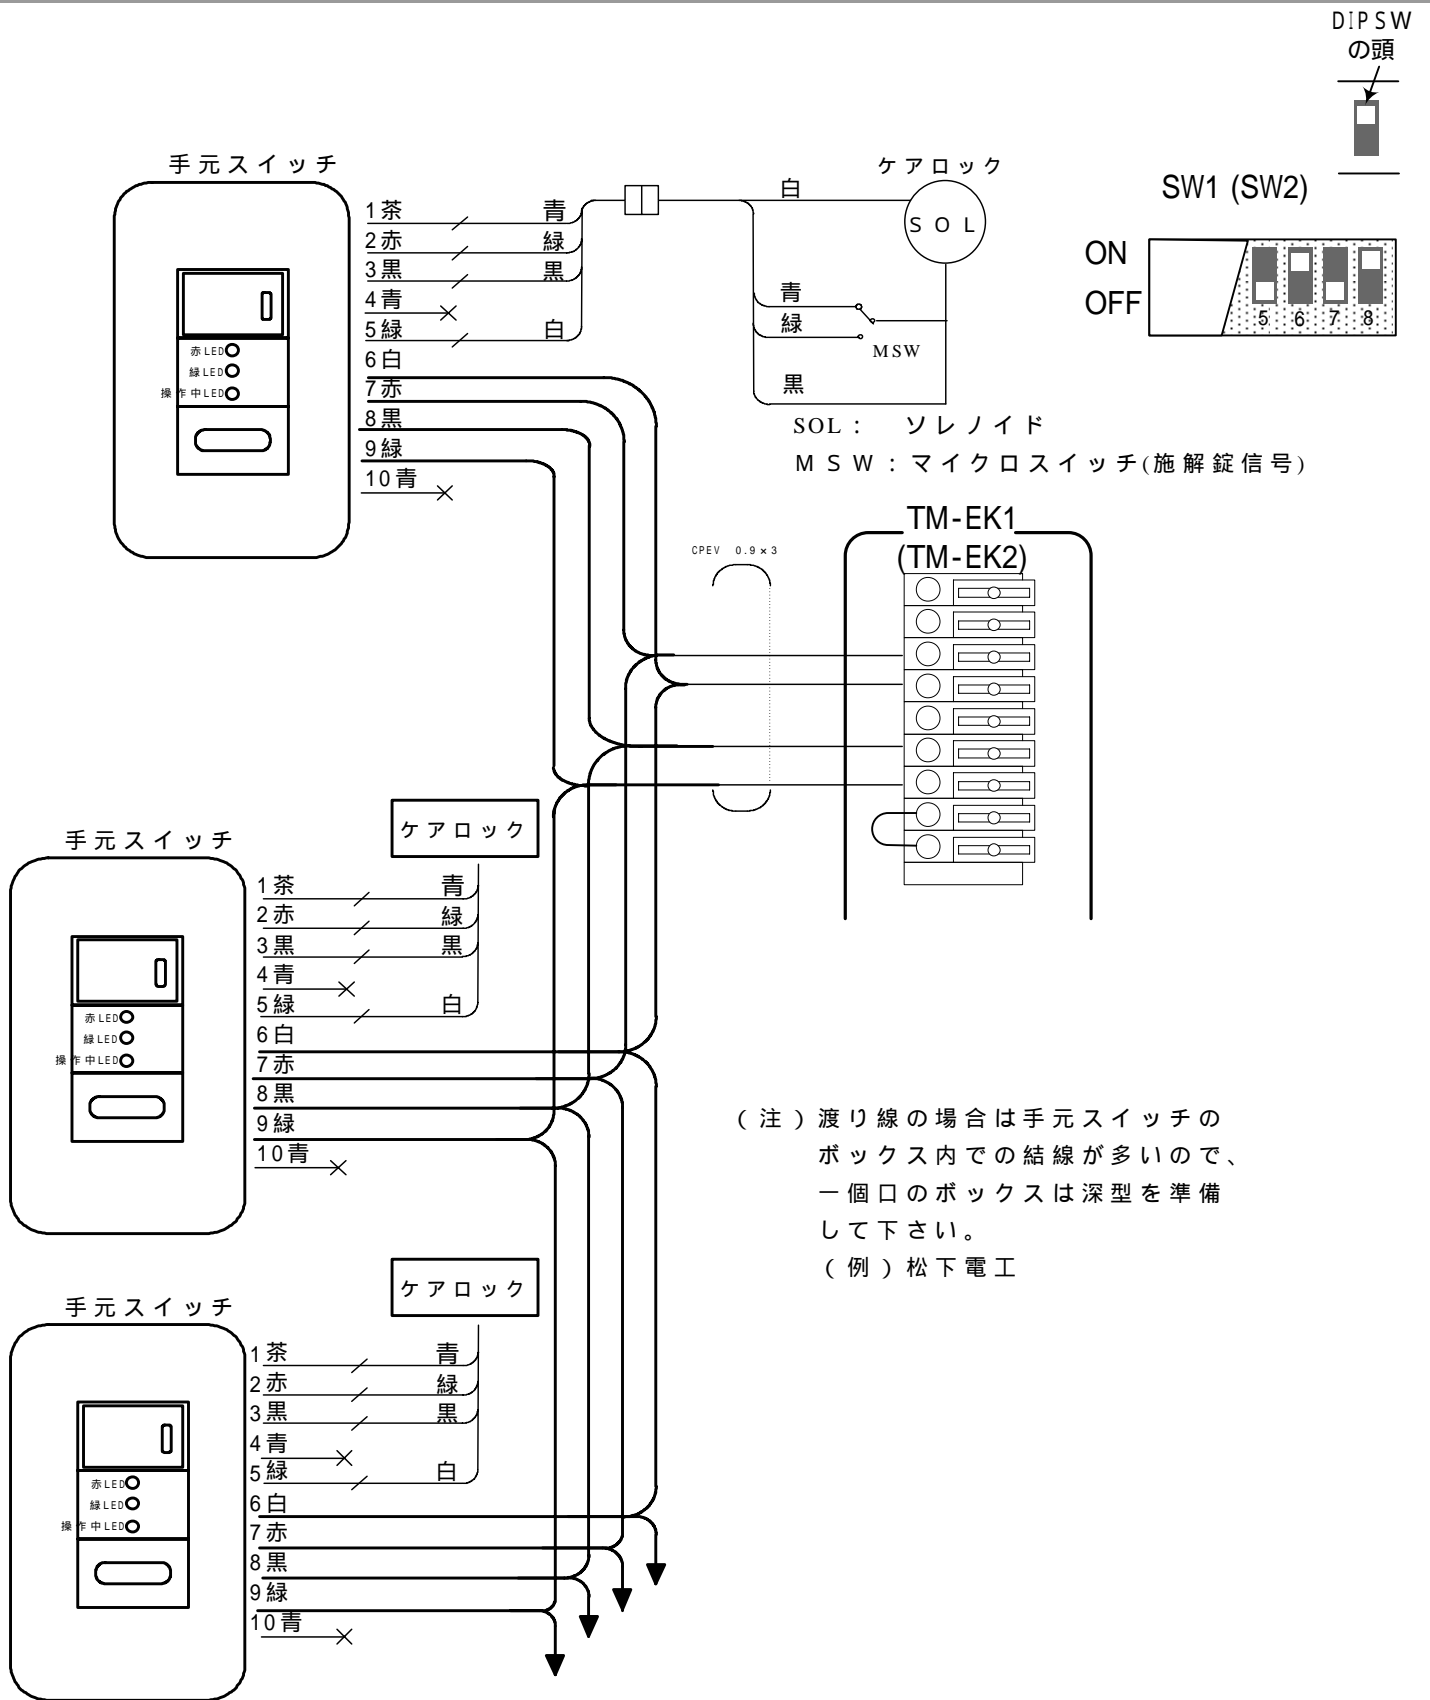 DIPSW
の頭
手元スイッチ
1茶 青
2赤 緑
3黒 黒
4青
5緑 白
6白
7赤
8黒
9緑
10青
赤LED
緑LED
操作中LED
ケアロック
SOL
白
青
緑
MSW
黒
SOL: ソレノイド
MSW:マイクロスイッチ(施解錠信号)
SW1 (SW2)
ON
OFF
5 6 7 8
CPEV 0.9×3
TM-EK1
(TM-EK2)
手元スイッチ
ケアロック
1茶 青
2赤 緑
3黒 黒
4青
5緑 白
6白
7赤
8黒
9緑
10青
赤LED
緑LED
操作中LED
(注)渡り線の場合は手元スイッチの
ボックス内での結線が多いので、
一個口のボックスは深型を準備
して下さい。
(例)松下電工
手元スイッチ
ケアロック
1茶 青
2赤 緑
3黒 黒
4青
5緑 白
6白
7赤
8黒
9緑
10青
赤LED
緑LED
操作中LED